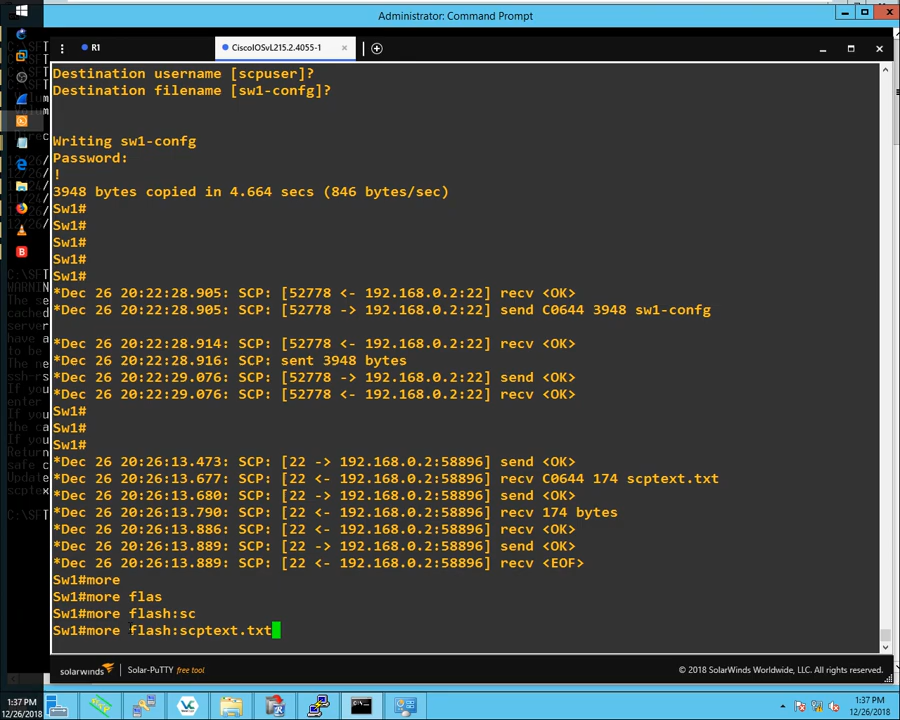 Administrator: Command Prompt
R1
CiscoIOSvL215.2.4055-1
Destination username [scpuser]?
Destination filename [sw1-confg]?
Writing sw1-confg
Password:
!
3948 bytes copied in 4.664 secs (846 bytes/sec)
Sw1#
Sw1#
Sw1#
Sw1#
Sw1#
*Dec 26 20:22:28.905: SCP: [52778 <- 192.168.0.2:22] recv <OK>
*Dec 26 20:22:28.905: SCP: [52778 -> 192.168.0.2:22] send C0644 3948 sw1-confg
*Dec 26 20:22:28.914: SCP: [52778 <- 192.168.0.2:22] recv <OK>
*Dec 26 20:22:28.916: SCP: sent 3948 bytes
*Dec 26 20:22:29.076: SCP: [52778 -> 192.168.0.2:22] send <OK>
*Dec 26 20:22:29.076: SCP: [52778 <- 192.168.0.2:22] recv <OK>
Sw1#
Sw1#
Sw1#
*Dec 26 20:26:13.473: SCP: [22 -> 192.168.0.2:58896] send <OK>
*Dec 26 20:26:13.677: SCP: [22 <- 192.168.0.2:58896] recv C0644 174 scptext.txt
*Dec 26 20:26:13.680: SCP: [22 -> 192.168.0.2:58896] send <OK>
*Dec 26 20:26:13.790: SCP: [22 <- 192.168.0.2:58896] recv 174 bytes
*Dec 26 20:26:13.886: SCP: [22 <- 192.168.0.2:58896] recv <OK>
*Dec 26 20:26:13.889: SCP: [22 -> 192.168.0.2:58896] send <OK>
*Dec 26 20:26:13.889: SCP: [22 <- 192.168.0.2:58896] recv <EOF>
Sw1#more
Sw1#more flas
Sw1#more flash:sc
Sw1#more flash:scptext.txt
solarwinds
Solar-PuTTY free tool
© 2018 SolarWinds Worldwide, LLC. All rights reserved.
1:37 PM
12/26/2018
1:37 PM
12/26/2018